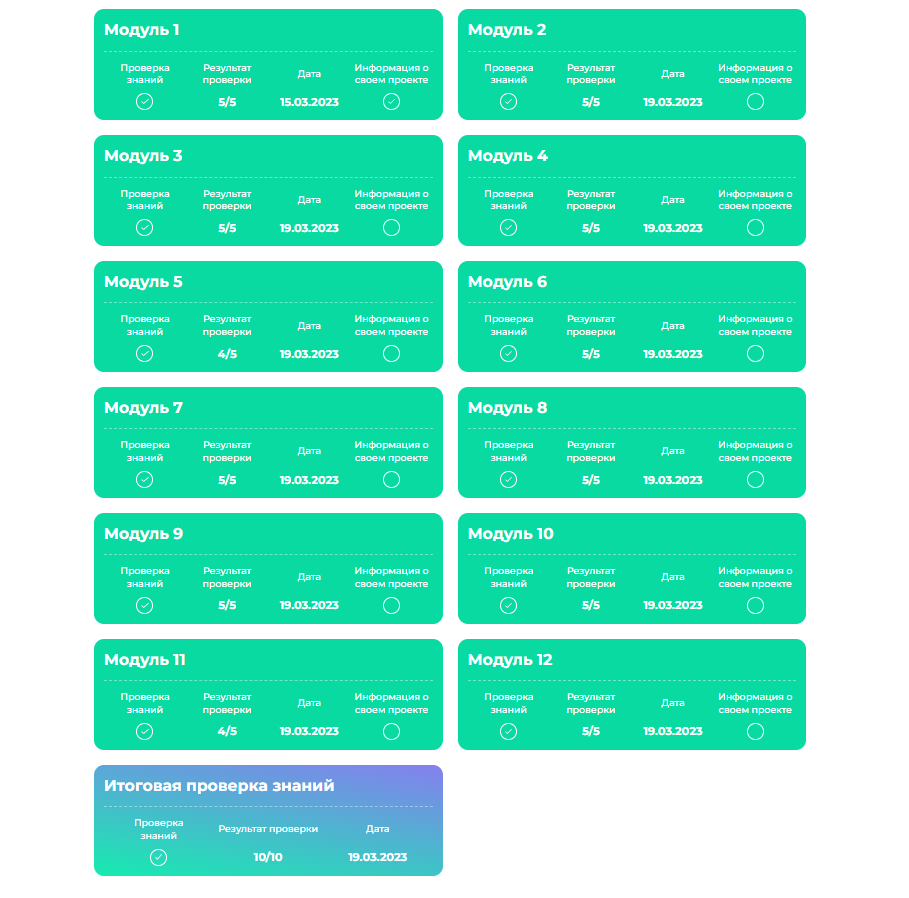 Модуль 1
Проверка знаний
Результат проверки
Дата
Информация о своем проекте
5/5
15.03.2023
Модуль 2
Проверка знаний
Результат проверки
Дата
Информация о своем проекте
5/5
19.03.2023
Модуль 3
Проверка знаний
Результат проверки
Дата
Информация о своем проекте
5/5
19.03.2023
Модуль 4
Проверка знаний
Результат проверки
Дата
Информация о своем проекте
5/5
19.03.2023
Модуль 5
Проверка знаний
Результат проверки
Дата
Информация о своем проекте
4/5
19.03.2023
Модуль 6
Проверка знаний
Результат проверки
Дата
Информация о своем проекте
5/5
19.03.2023
Модуль 7
Проверка знаний
Результат проверки
Дата
Информация о своем проекте
5/5
19.03.2023
Модуль 8
Проверка знаний
Результат проверки
Дата
Информация о своем проекте
5/5
19.03.2023
Модуль 9
Проверка знаний
Результат проверки
Дата
Информация о своем проекте
5/5
19.03.2023
Модуль 10
Проверка знаний
Результат проверки
Дата
Информация о своем проекте
5/5
19.03.2023
Модуль 11
Проверка знаний
Результат проверки
Дата
Информация о своем проекте
4/5
19.03.2023
Модуль 12
Проверка знаний
Результат проверки
Дата
Информация о своем проекте
5/5
19.03.2023
Итоговая проверка знаний
Проверка знаний
Результат проверки
Дата
10/10
19.03.2023